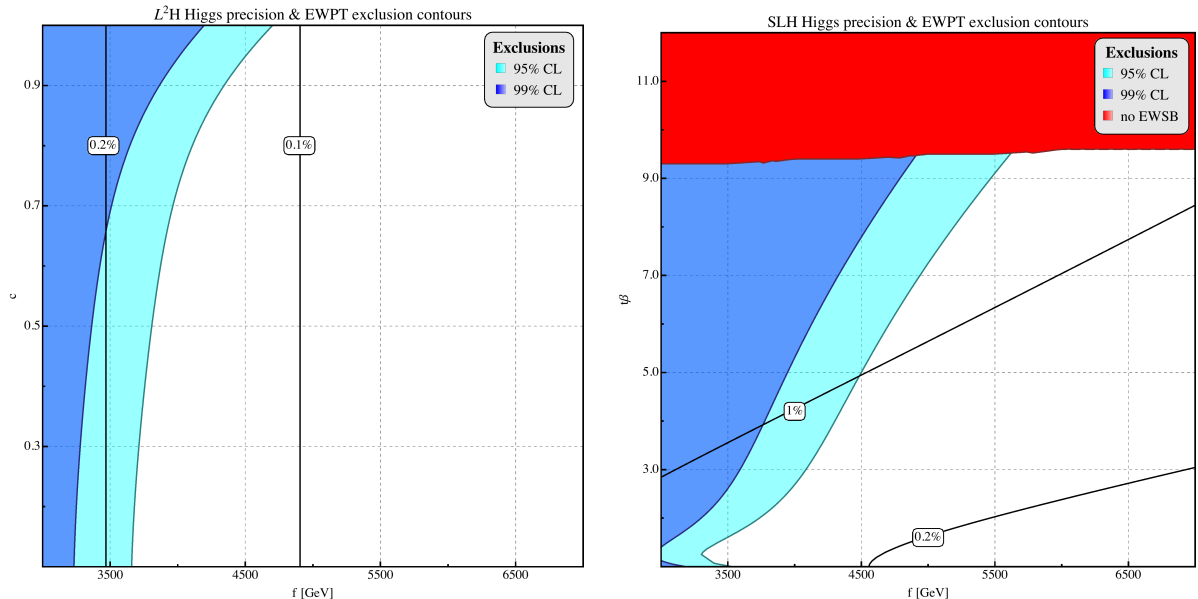 L²H Higgs precision & EWPT exclusion contours
Exclusions
95% CL
99% CL
0.9
0.7
0.5
0.3
c
0.2%
0.1%
3500
4500
5500
6500
f [GeV]
SLH Higgs precision & EWPT exclusion contours
Exclusions
95% CL
99% CL
no EWSB
11.0
9.0
7.0
5.0
3.0
tβ
1%
0.2%
3500
4500
5500
6500
f [GeV]